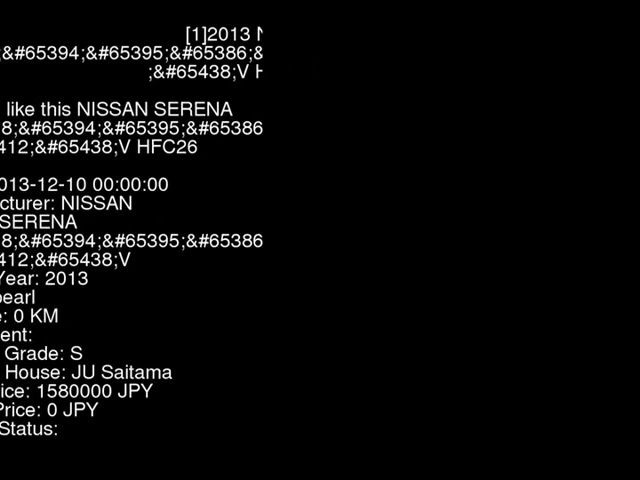 [1]2013 N
;&#65394;&#65395;&#65386;&
;&#65438;V H
like this NISSAN SERENA
8;&#65394;&#65395;&#65386
412;&#65438;V HFC26
013-12-10 00:00:00
cturer: NISSAN
SERENA
8;&#65394;&#65395;&#65386
412;&#65438;V
Year: 2013
pearl
e: 0 KM
ent:
Grade: S
House: JU Saitama
ice: 1580000 JPY
Price: 0 JPY
Status: